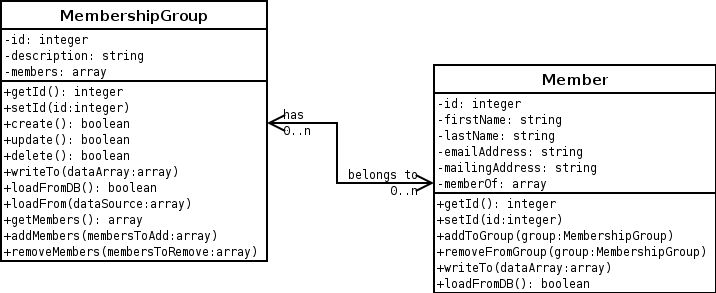 MembershipGroup
-id: integer
-description: string
-members: array
+getId(): integer
+setId(id:integer)
+create(): boolean
+update(): boolean
+delete(): boolean
+writeTo(dataArray:array)
+loadFromDB(): boolean
+loadFrom(dataSource:array)
+getMembers(): array
+addMembers(membersToAdd:array)
+removeMembers(membersToRemove:array)
has
0..n
belongs to
0..n
Member
-id: integer
-firstName: string
-lastName: string
-emailAddress: string
-mailingAddress: string
-memberOf: array
+getId(): integer
+setId(id:integer)
+addToGroup(group:MembershipGroup)
+removeFromGroup(group:MembershipGroup)
+writeTo(dataArray:array)
+loadFromDB(): boolean